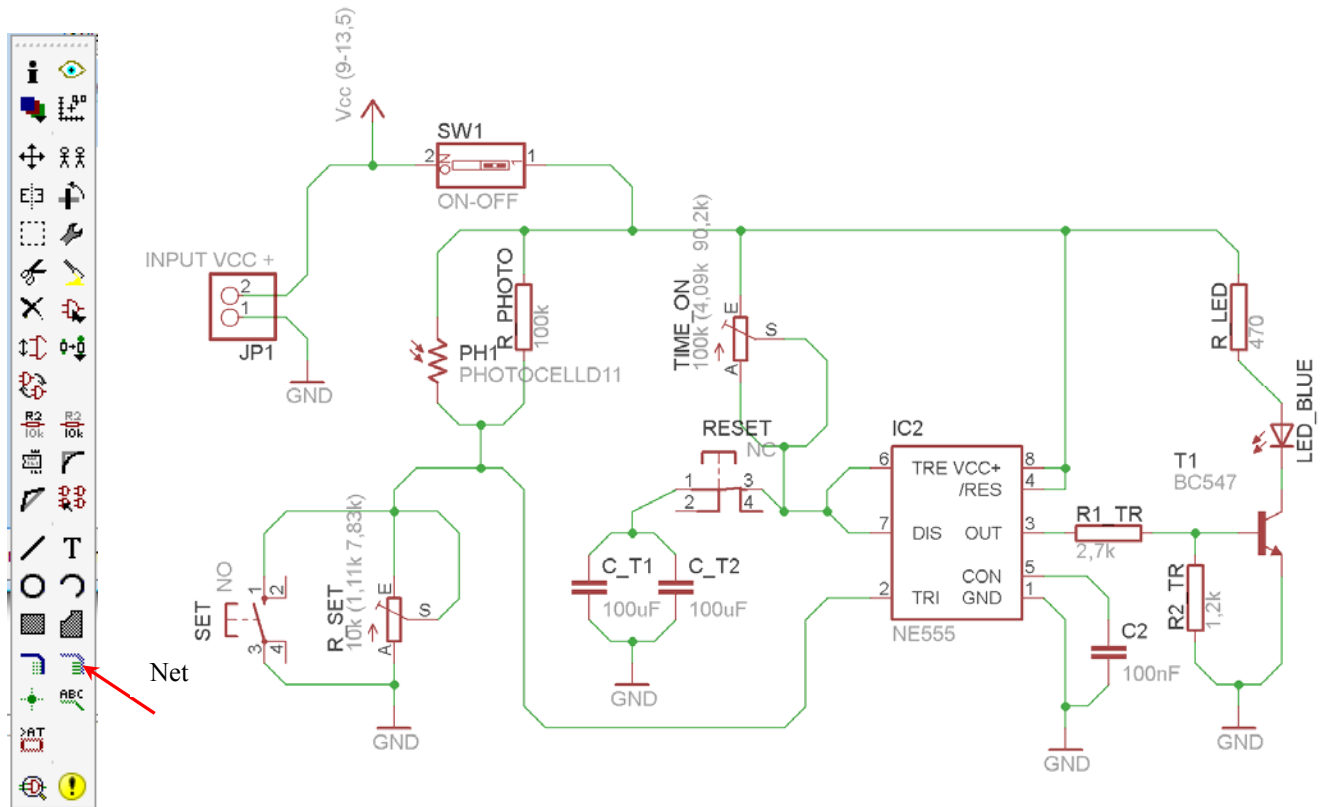 R2
10k
R2
10k
T
ABC
>AT
Net
Vcc (9-13,5)
SW1
2
ON
1
1
ON-OFF
INPUT VCC +
2
1
JP1
GND
R_PHOTO
100k
PH1
PHOTOCELLD11
TIME_ON
100k (4,09k 90,2k)
E
S
A
RESET
NC
1
3
2
4
C_T1
100uF
C_T2
100uF
GND
SET
NO
1
2
3
4
R_SET
10k (1,11k 7,83k)
E
S
A
GND
IC2
6
TRE
VCC+
8
/RES
4
7
DIS
OUT
3
CON
5
2
TRI
GND
1
NE555
R1_TR
2,7k
R2_TR
1,2k
C2
100nF
GND
T1
BC547
R_LED
470
LED_BLUE
GND